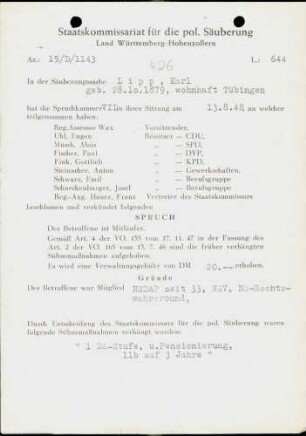 Staatskommissariat für die pol. Säuberung
Land Württemberg-Hohenzollern
Az.: 15/D/1143
426
L.: 644
In der Säuberungssache L i p p , Karl
geb. 28.10.1879, wohnhaft Tübingen
hat die Spruchkammer VII in ihrer Sitzung am 13.8.48 an welcher
teilgenommen haben:
Reg.Assessor Wax Vorsitzender,
Uhl, Eugen Beisitzer — CDU,
Musch, Alois „ — SPD,
Fischer, Paul „ — DVP,
Fink, Gottlieb „ — KPD,
Steinacher, Anton „ — Gewerkschaften,
Schwarz, Emil „ — Berufsgruppe
Schneckenburger, Josef „ — Berufsgruppe
Reg.-Ang. Hauer, Franz Vertreter des Staatskommissars
beschlossen und verkündet folgenden
SPRUCH
Der Betroffene ist Mitläufer.
Gemäß Art. 4 der VO. 133 vom 17. 11. 47 in der Fassung des
Art. 2 der VO. 165 vom 13. 7. 48 sind die früher verhängten
Sühnemaßnahmen aufgehoben.
Es wird eine Verwaltungsgebühr von DM 20.-- erhoben.
Gründe
Der Betroffene war Mitglied NSDAP seit 33, NSV, NS-Rechts-
wahrerbund,
Durch Entscheidung des Staatskommissars für die pol. Säuberung waren
folgende Sühnemaßnahmen verhängt worden:
" 1 DA-Stufe, u.Pensionierung,
11b auf 3 Jahre "